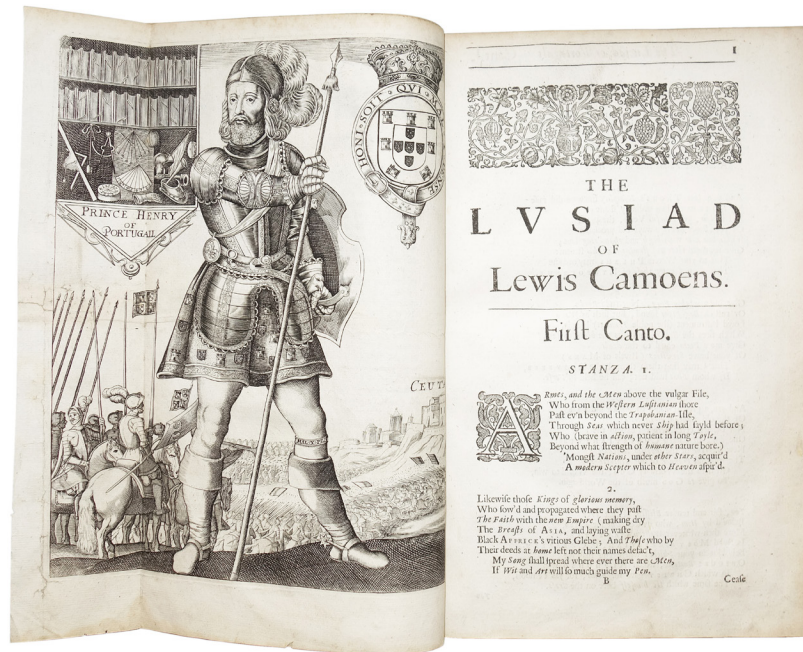 PRINCE HENRY
OF
PORTUGALL
HONI·SOIT·QUI
CEUT
1
THE
LVSIAD
OF
Lewis Camoens.
First Canto.
STANZA. 1.
ARmes, and the Men above the vulgar File,
Who from the Western Lusitanian shore
Past ev'n beyond the Trapobanian-Isle,
Through Seas which never Ship had sayld before;
Who (brave in action, patient in long Toyle,
Beyond what strength of humane nature bore.)
'Mongst Nations, under other Stars, acquir'd
A modern Scepter which to Heaven aspir'd.
2.
Likewise those Kings of glorious memory,
Who sow'd and propagated where they past
The Faith with the new Empire (making dry
The Breasts of ASIA, and laying waste
Black AFFRICK's vitious Glebe; And Those who by
Their deeds at home left not their names defac't,
My Song shall spread where ever there are Men,
If Wit and Art will so much guide my Pen.
B
Cease